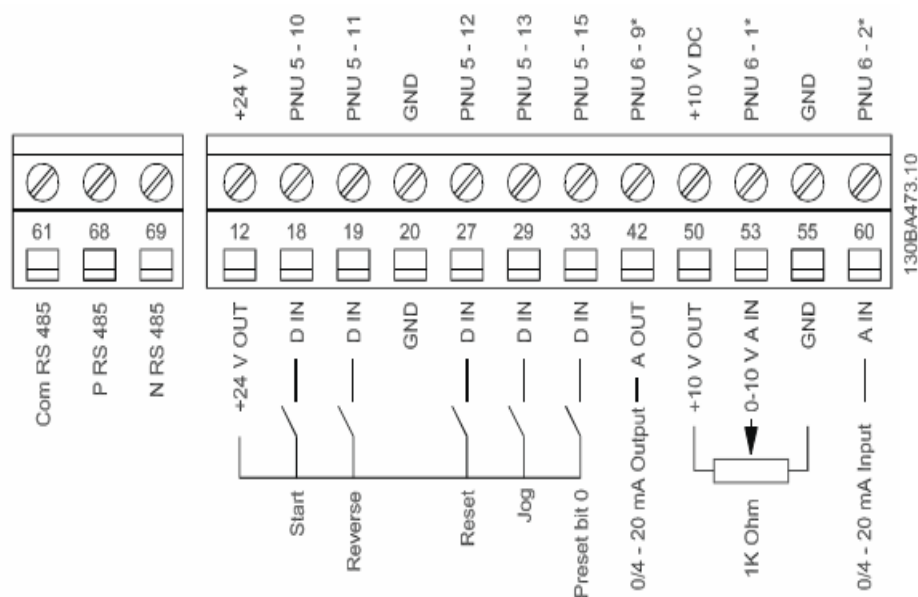 +24 V
PNU 5 - 10
PNU 5 - 11
GND
PNU 5 - 12
PNU 5 - 13
PNU 5 - 15
PNU 6 - 9*
+10 V DC
PNU 6 - 1*
GND
PNU 6 - 2*
61 68 69
12 18 19 20 27 29 33 42 50 53 55 60
Com RS 485
P RS 485
N RS 485
+24 V OUT
D IN
D IN
GND
D IN
D IN
D IN
0/4 - 20 mA Output A OUT
+10 V OUT
0-10 V A IN
GND
0/4 - 20 mA Input A IN
Start
Reverse
Reset
Jog
Preset bit 0
1K Ohm
130BA473.10